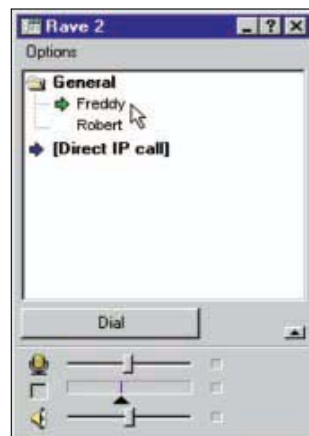 Rave 2
Options
General
Freddy
Robert
[Direct IP call]
Dial